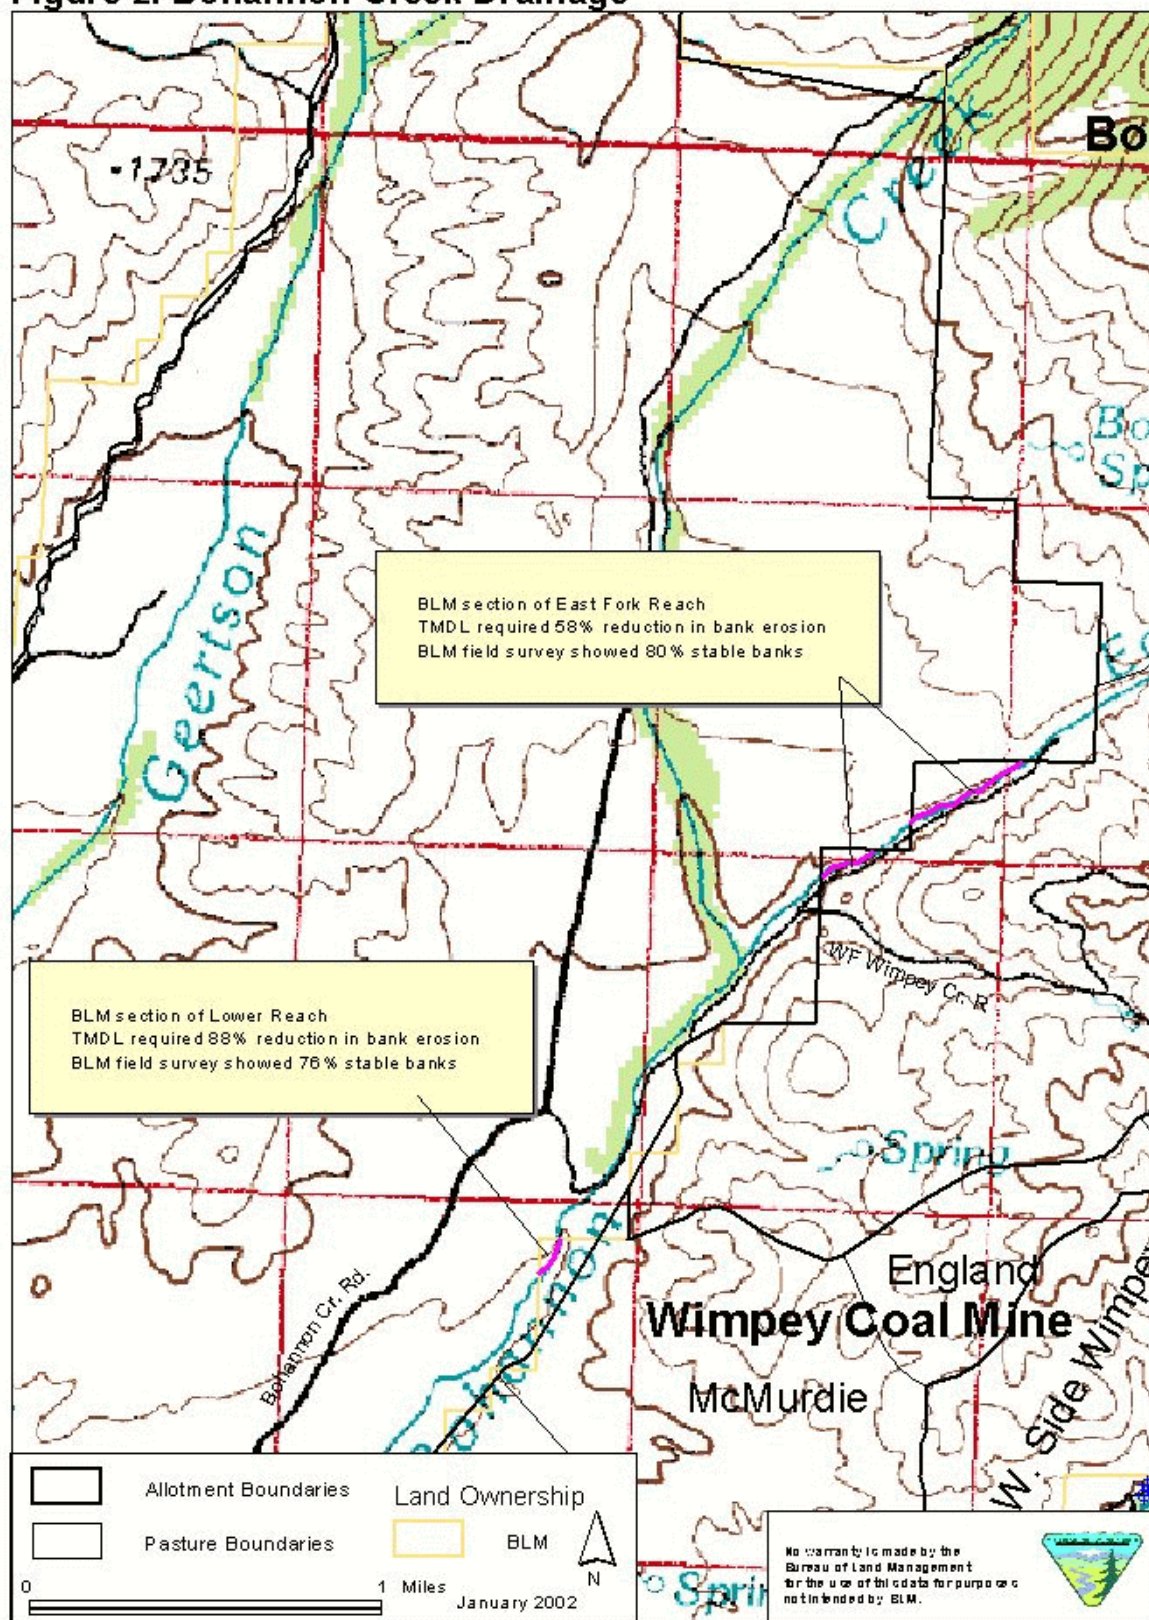 Figure 2. Bohannon Creek Drainage
1735
Creek
Bo
Bo
Sp
Geertson
BLM section of East Fork Reach
TMDL required 58% reduction in bank erosion
BLM field survey showed 80% stable banks
WF Wimpey Cr. R
BLM section of Lower Reach
TMDL required 88% reduction in bank erosion
BLM field survey showed 76% stable banks
Spring
Bohannon
Bohannon Cr. Rd.
England
Wimpey Coal Mine
McMurdie
W. Side Wimpey
Allotment Boundaries
Pasture Boundaries
Land Ownership
BLM
N
0 1 Miles
January 2002
Sprin
No warranty is made by the
Bureau of Land Management
for the use of this data for purposes
not intended by BLM.